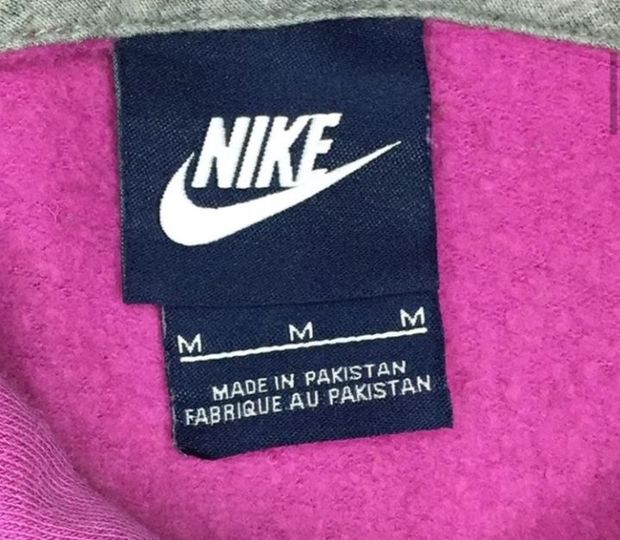 NIKE
M M M
MADE IN PAKISTAN
FABRIQUE AU PAKISTAN